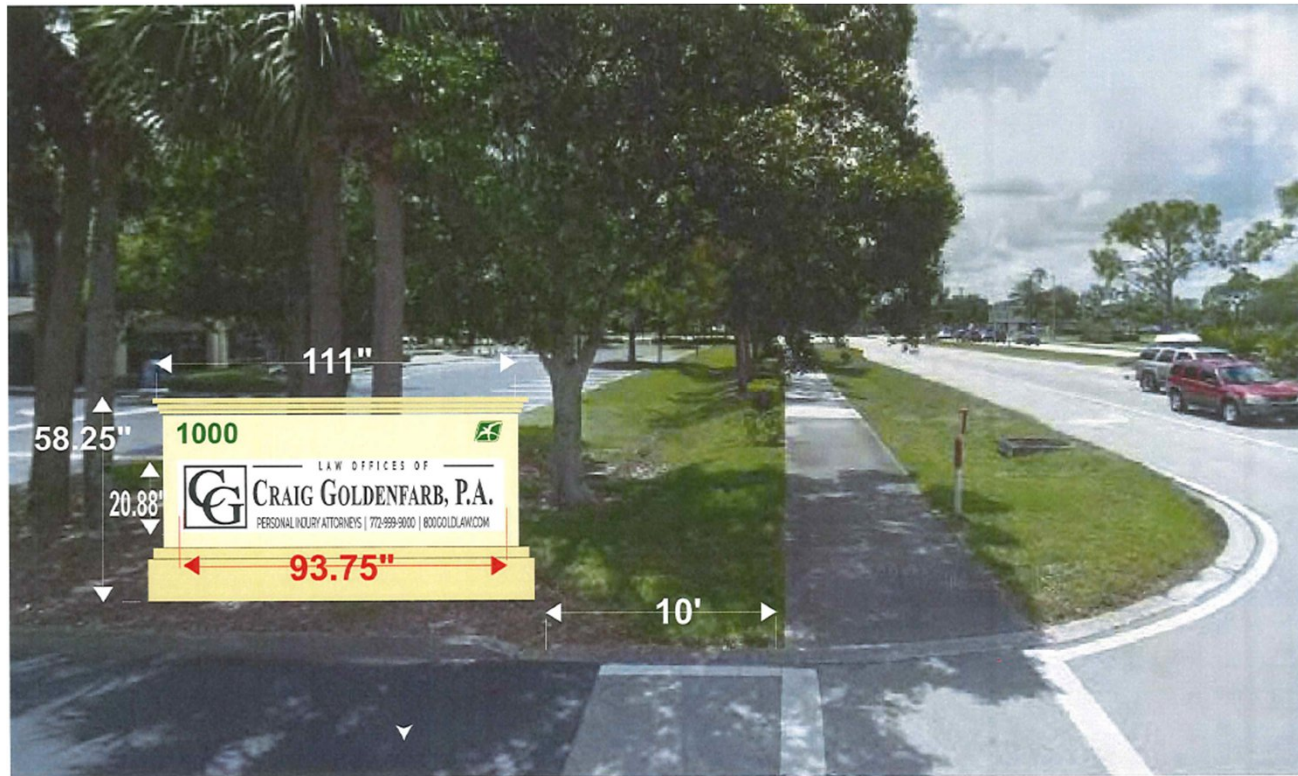 111"
58.25"
1000
20.88"
CG
LAW OFFICES OF
CRAIG GOLDENFARB, P.A.
PERSONAL INJURY ATTORNEYS | 772-999-9000 | 800GOLDLAW.COM
93.75"
10'